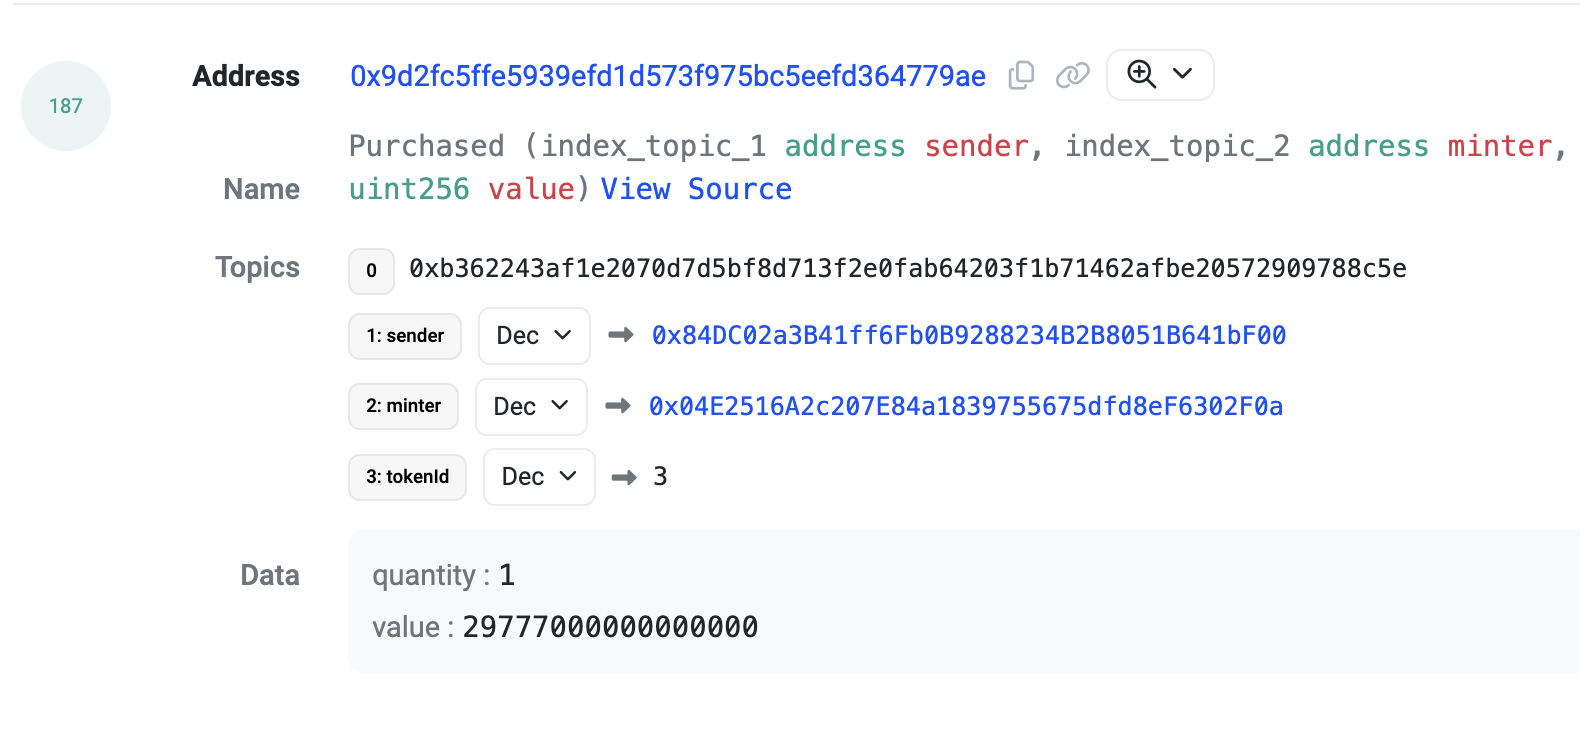 187
Address 0x9d2fc5ffe5939efd1d573f975bc5eefd364779ae
Purchased (index_topic_1 address sender, index_topic_2 address minter,
Name uint256 value) View Source
Topics 0 0xb362243af1e2070d7d5bf8d713f2e0fab64203f1b71462afbe20572909788c5e
1: sender Dec 0x84DC02a3B41ff6Fb0B9288234B2B8051B641bF00
2: minter Dec 0x04E2516A2c207E84a1839755675dfd8eF6302F0a
3: tokenId Dec 3
Data quantity : 1
value : 29777000000000000